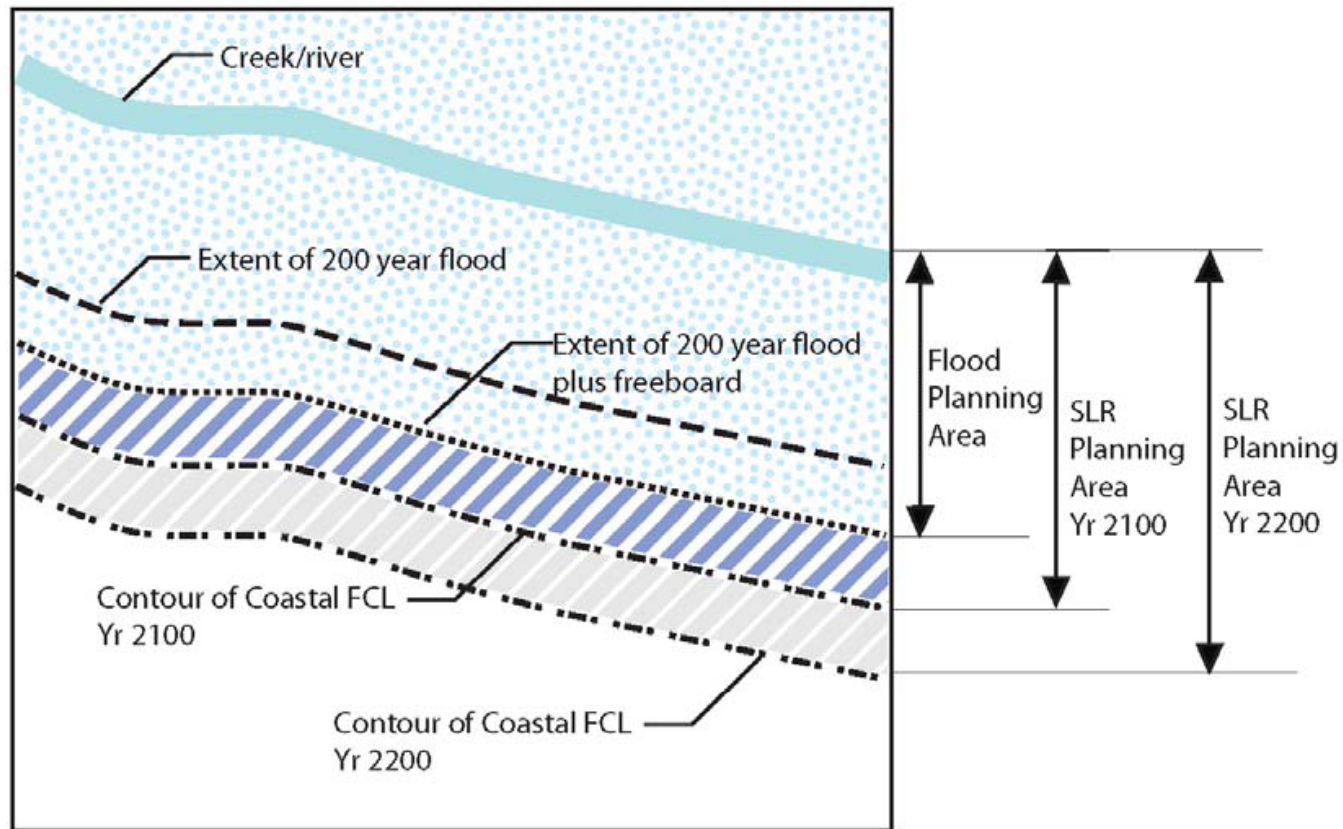 Creek/river
Extent of 200 year flood
Extent of 200 year flood
plus freeboard
Contour of Coastal FCL
Yr 2100
Contour of Coastal FCL
Yr 2200
Flood
Planning
Area
SLR
Planning
Area
Yr 2100
SLR
Planning
Area
Yr 2200